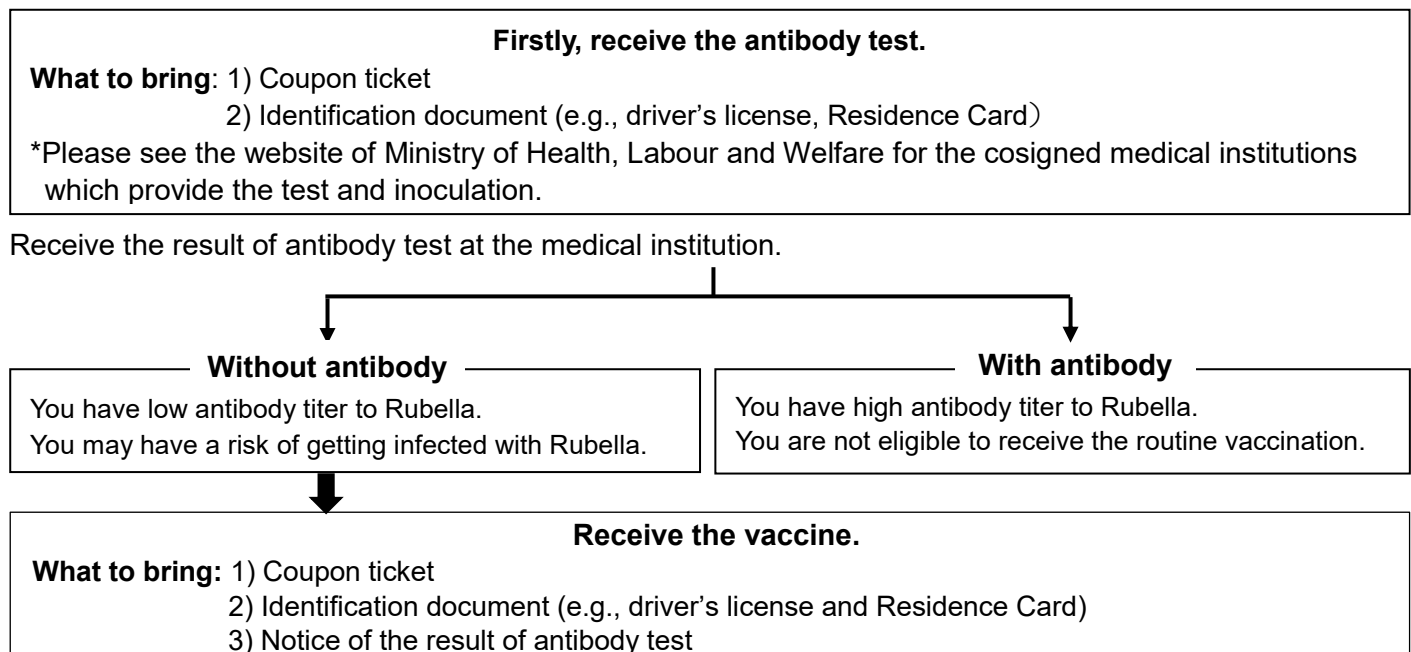 Firstly, receive the antibody test.
What to bring: 1) Coupon ticket
2) Identification document (e.g., driver's license, Residence Card）
*Please see the website of Ministry of Health, Labour and Welfare for the cosigned medical institutions
which provide the test and inoculation.
Receive the result of antibody test at the medical institution.
Without antibody
You have low antibody titer to Rubella.
You may have a risk of getting infected with Rubella.
With antibody
You have high antibody titer to Rubella.
You are not eligible to receive the routine vaccination.
Receive the vaccine.
What to bring: 1) Coupon ticket
2) Identification document (e.g., driver's license and Residence Card)
3) Notice of the result of antibody test